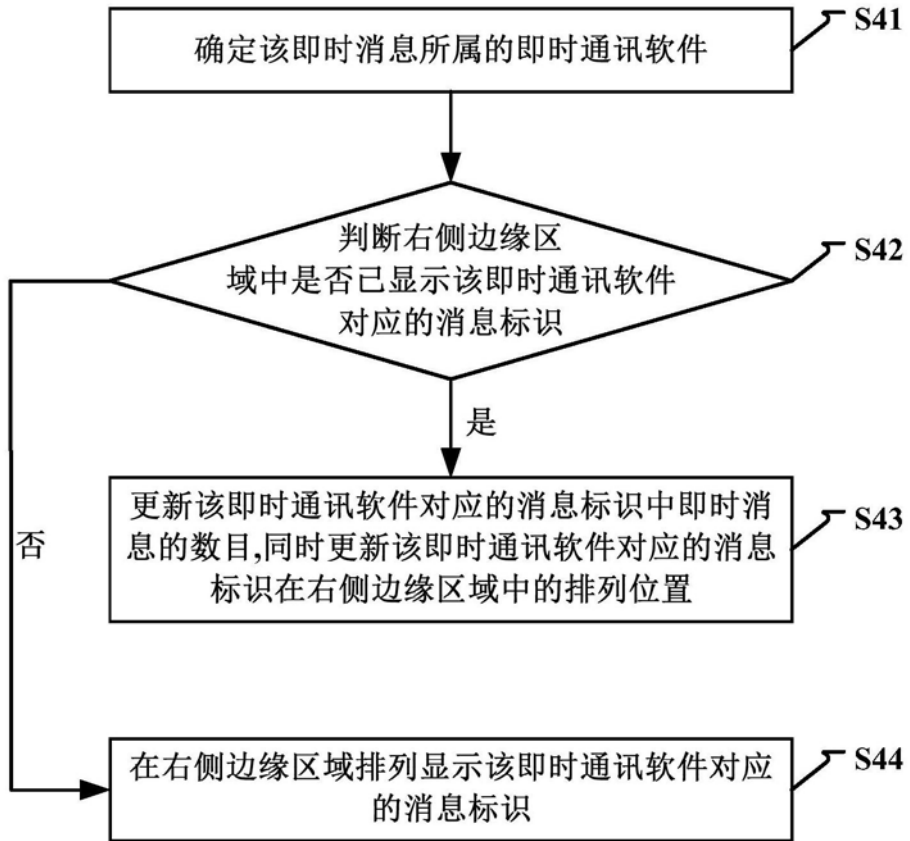 确定该即时消息所属的即时通讯软件
S41
判断右侧边缘区
域中是否已显示该即时通讯软件
对应的消息标识
S42
是
更新该即时通讯软件对应的消息标识中即时消
息的数目,同时更新该即时通讯软件对应的消息
标识在右侧边缘区域中的排列位置
S43
否
在右侧边缘区域排列显示该即时通讯软件对应
的消息标识
S44